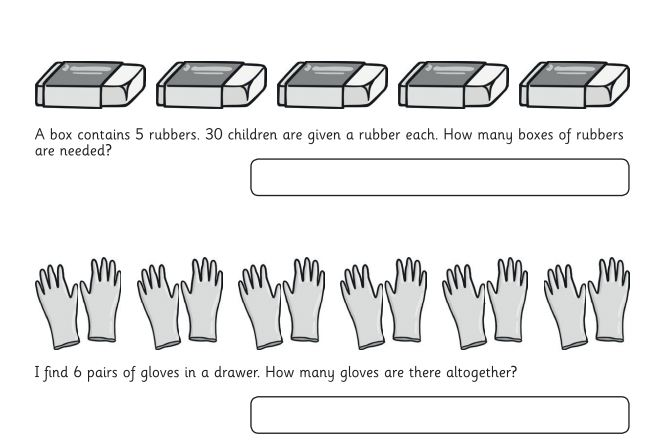 A box contains 5 rubbers. 30 children are given a rubber each. How many boxes of rubbers
are needed?
I find 6 pairs of gloves in a drawer. How many gloves are there altogether?